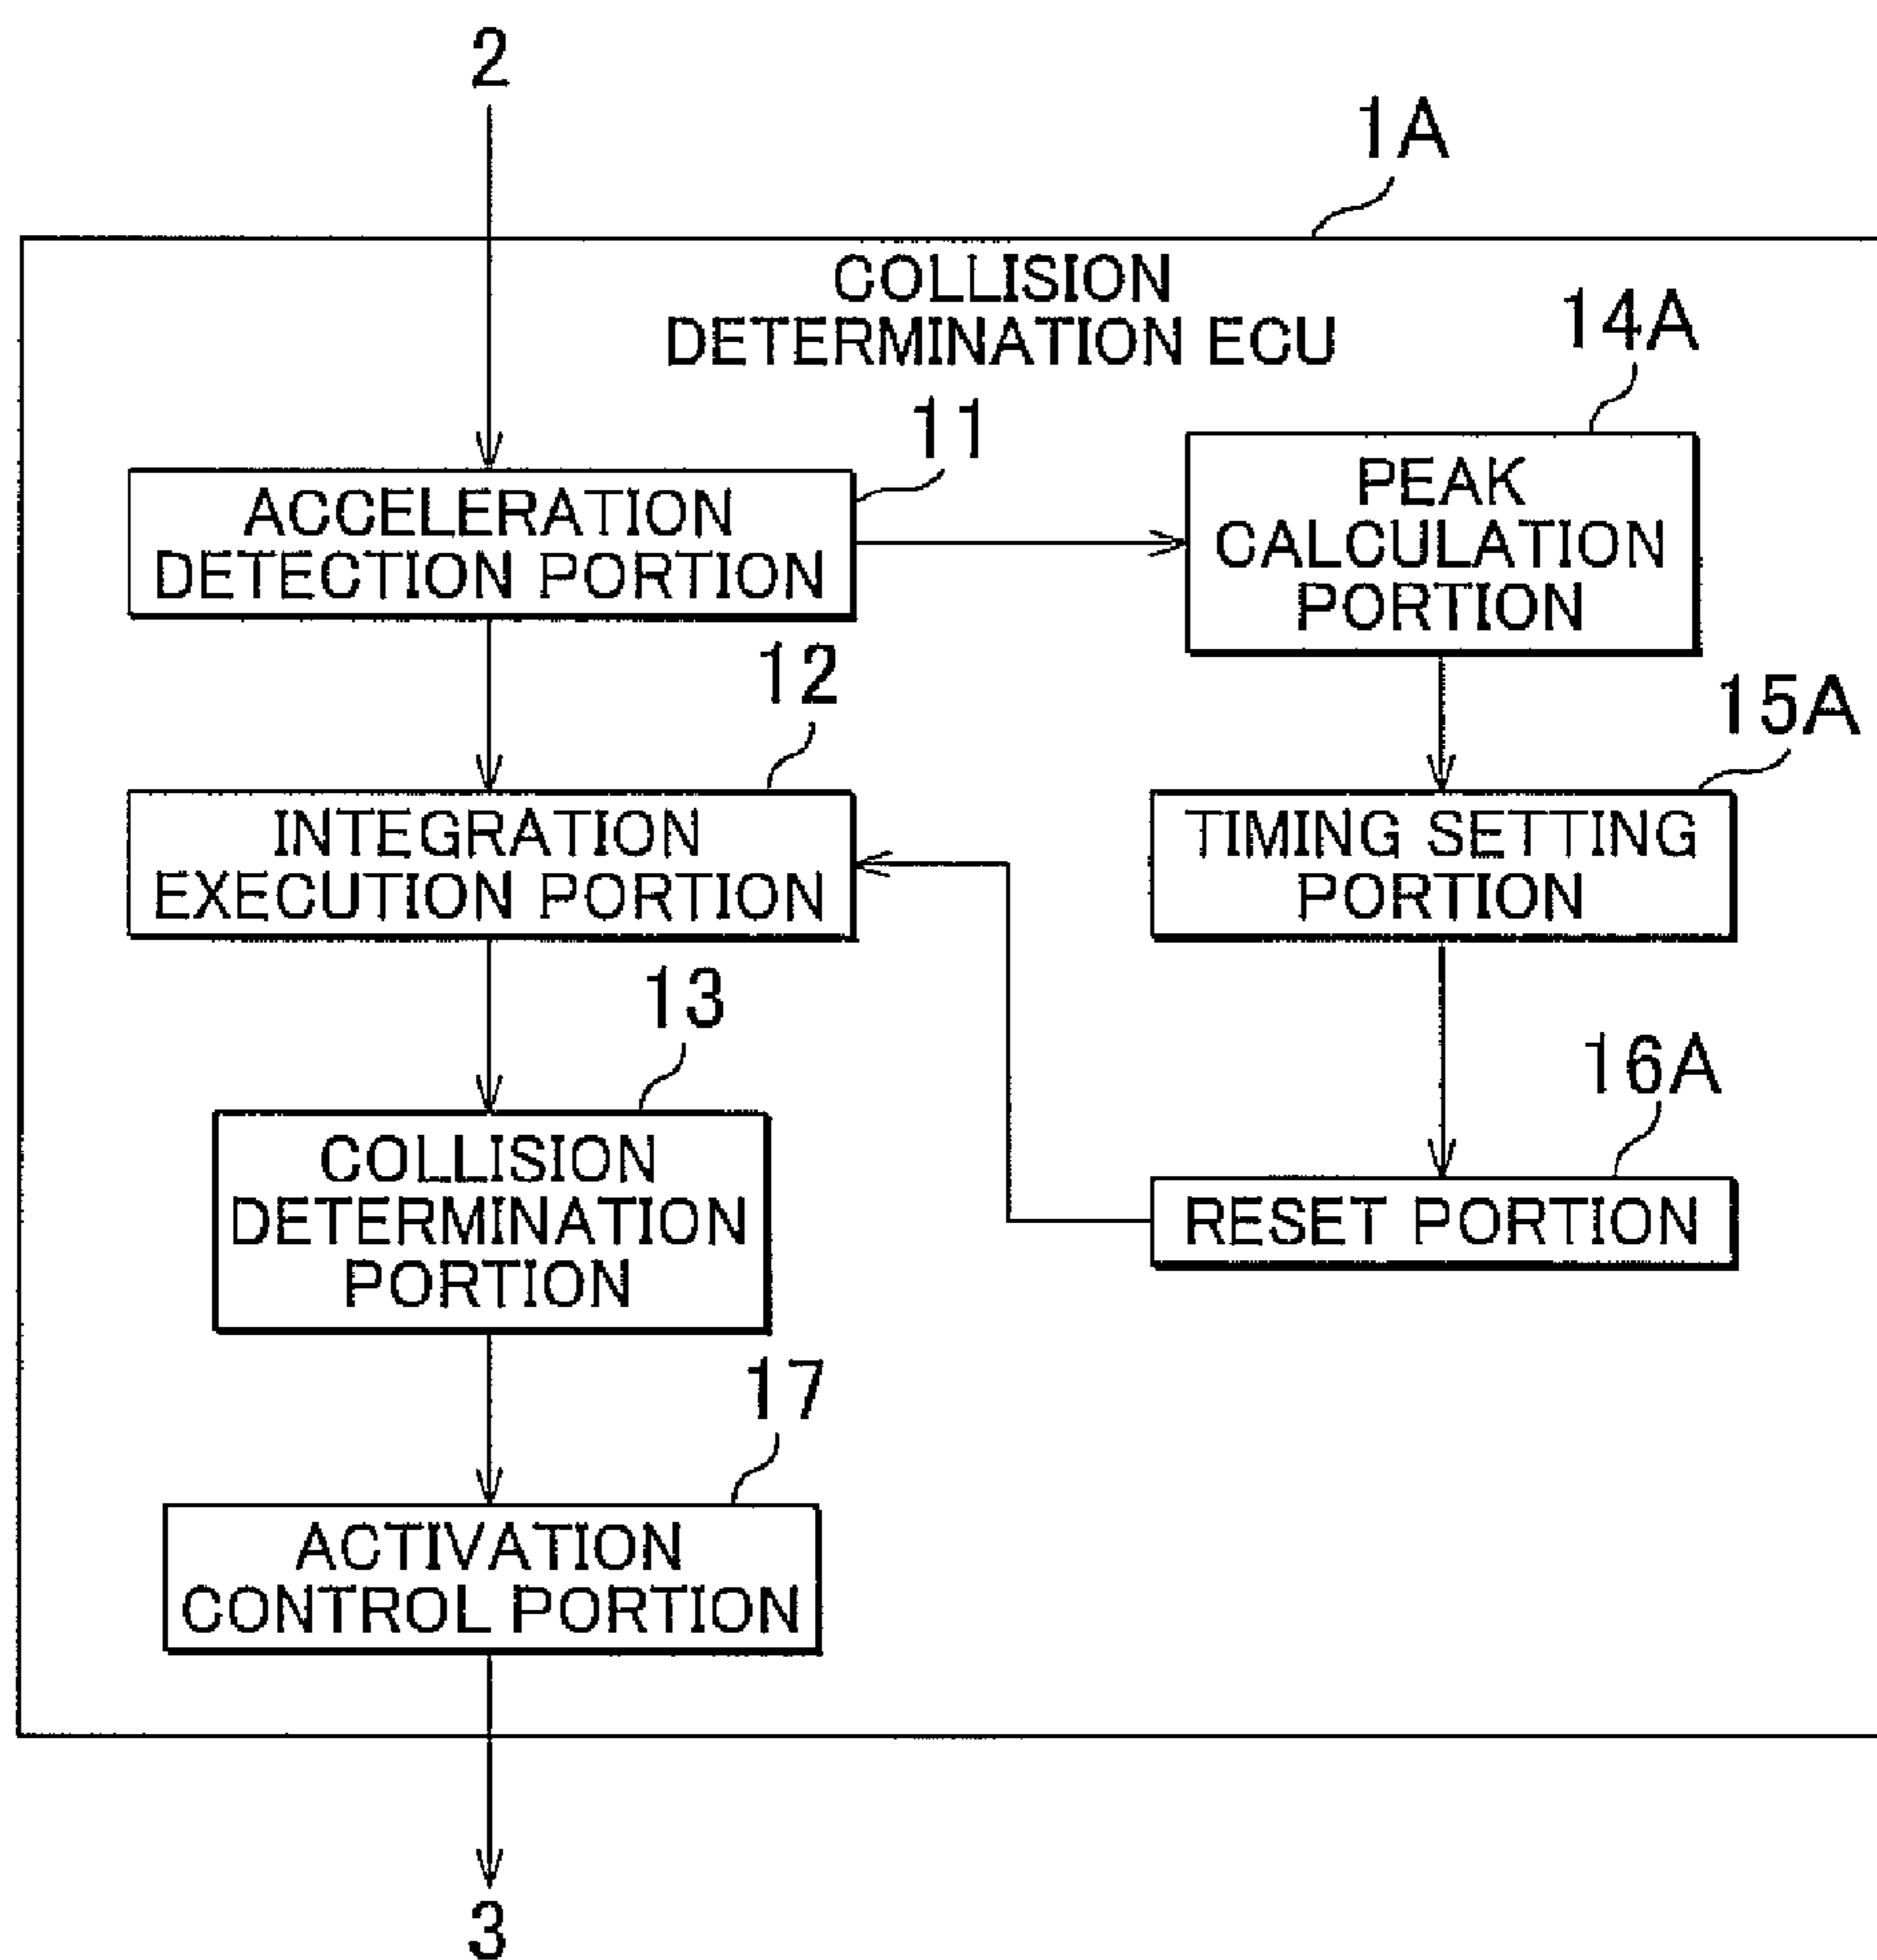 2
1A
COLLISION
DETERMINATION ECU
14A
11
PEAK
CALCULATION
PORTION
ACCELERATION
DETECTION PORTION
12
15A
INTEGRATION
EXECUTION PORTION
TIMING SETTING
PORTION
13
16A
COLLISION
DETERMINATION
PORTION
RESET PORTION
17
ACTIVATION
CONTROL PORTION
3